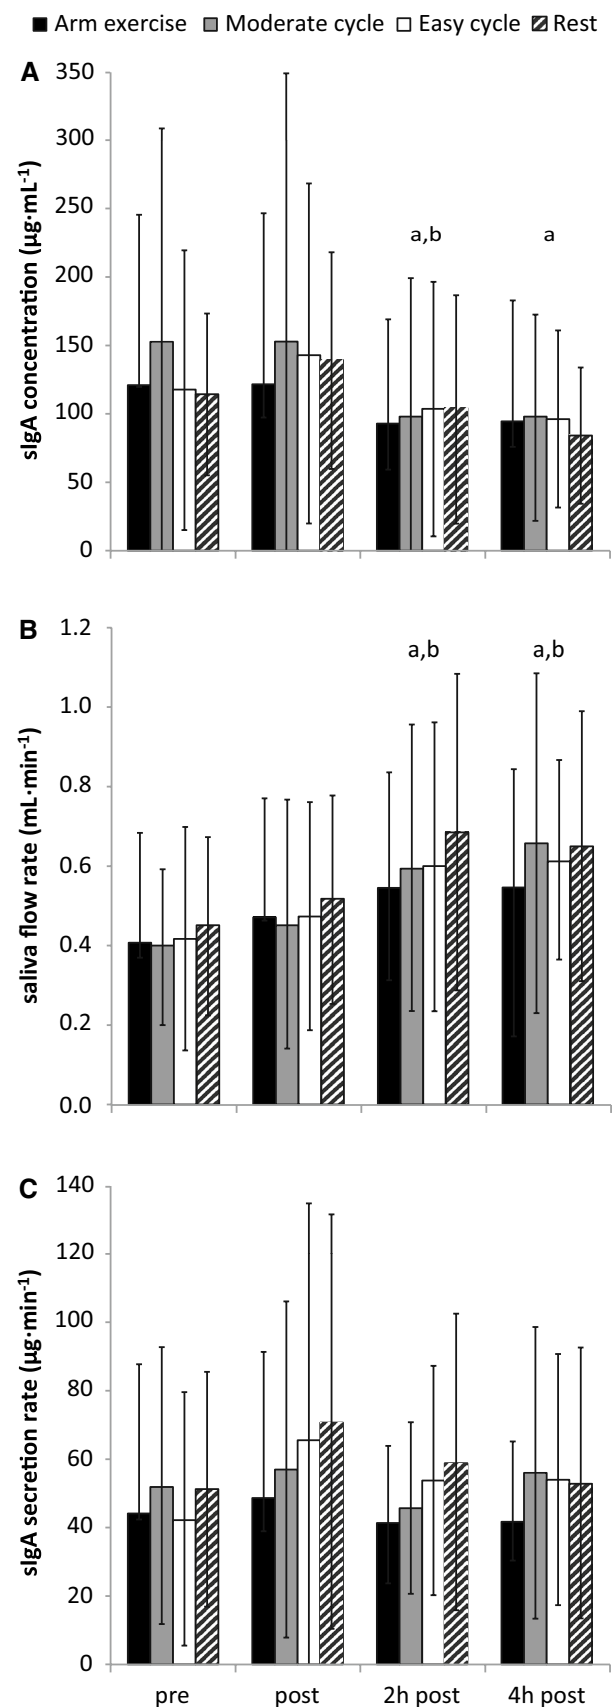 Arm exercise Moderate cycle Easy cycle Rest
A
sIgA concentration (µg·mL⁻¹)
350
300
250
200
150
100
50
0
a,b a
B
saliva flow rate (mL·min⁻¹)
1.2
1.0
0.8
0.6
0.4
0.2
0.0
a,b a,b
C
sIgA secretion rate (µg·min⁻¹)
140
120
100
80
60
40
20
0
pre post 2h post 4h post